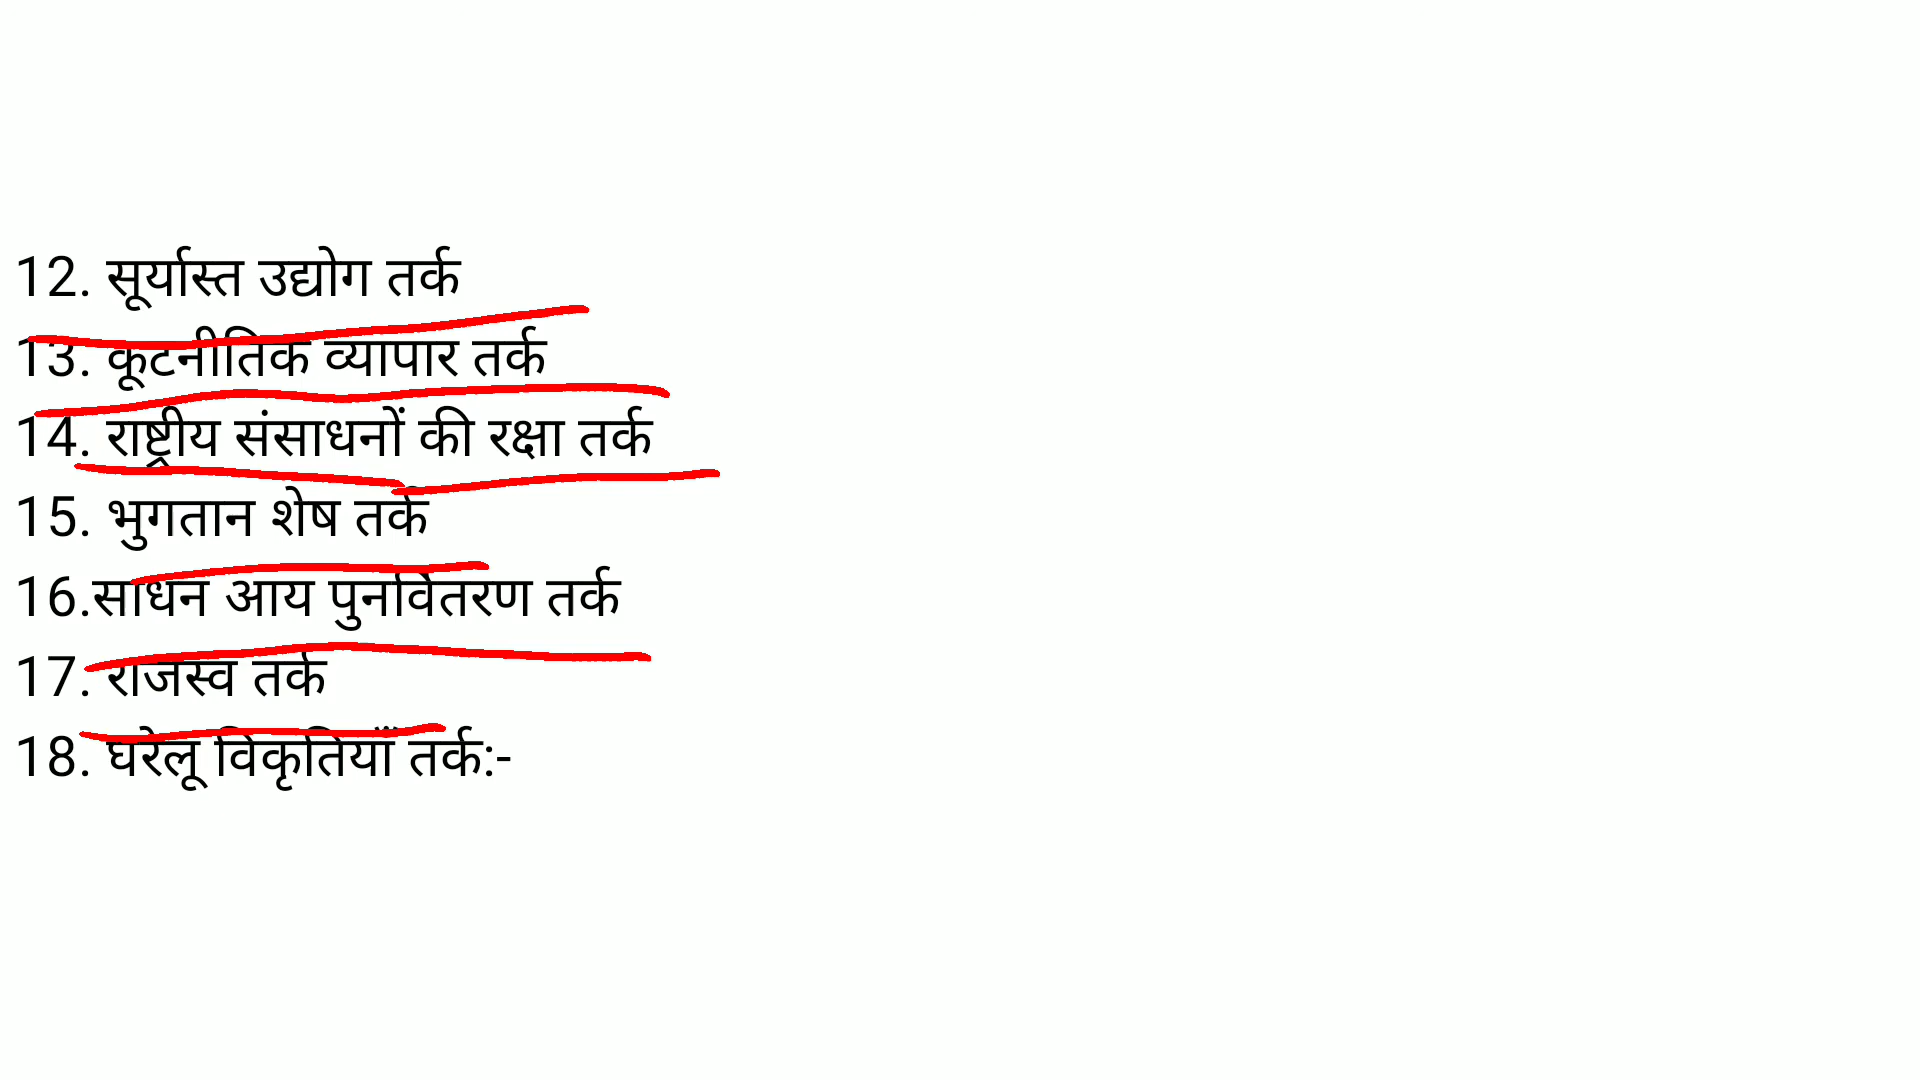 12. सूर्यास्त उद्योग तर्क
13. कूटनीतिक व्यापार तर्क
14. राष्ट्रीय संसाधनों की रक्षा तर्क
15. भुगतान शेष तर्क
16.साधन आय पुनर्वितरण तर्क
17. राजस्व तर्क
18. घरेलू विकृतियाँ तर्क:-